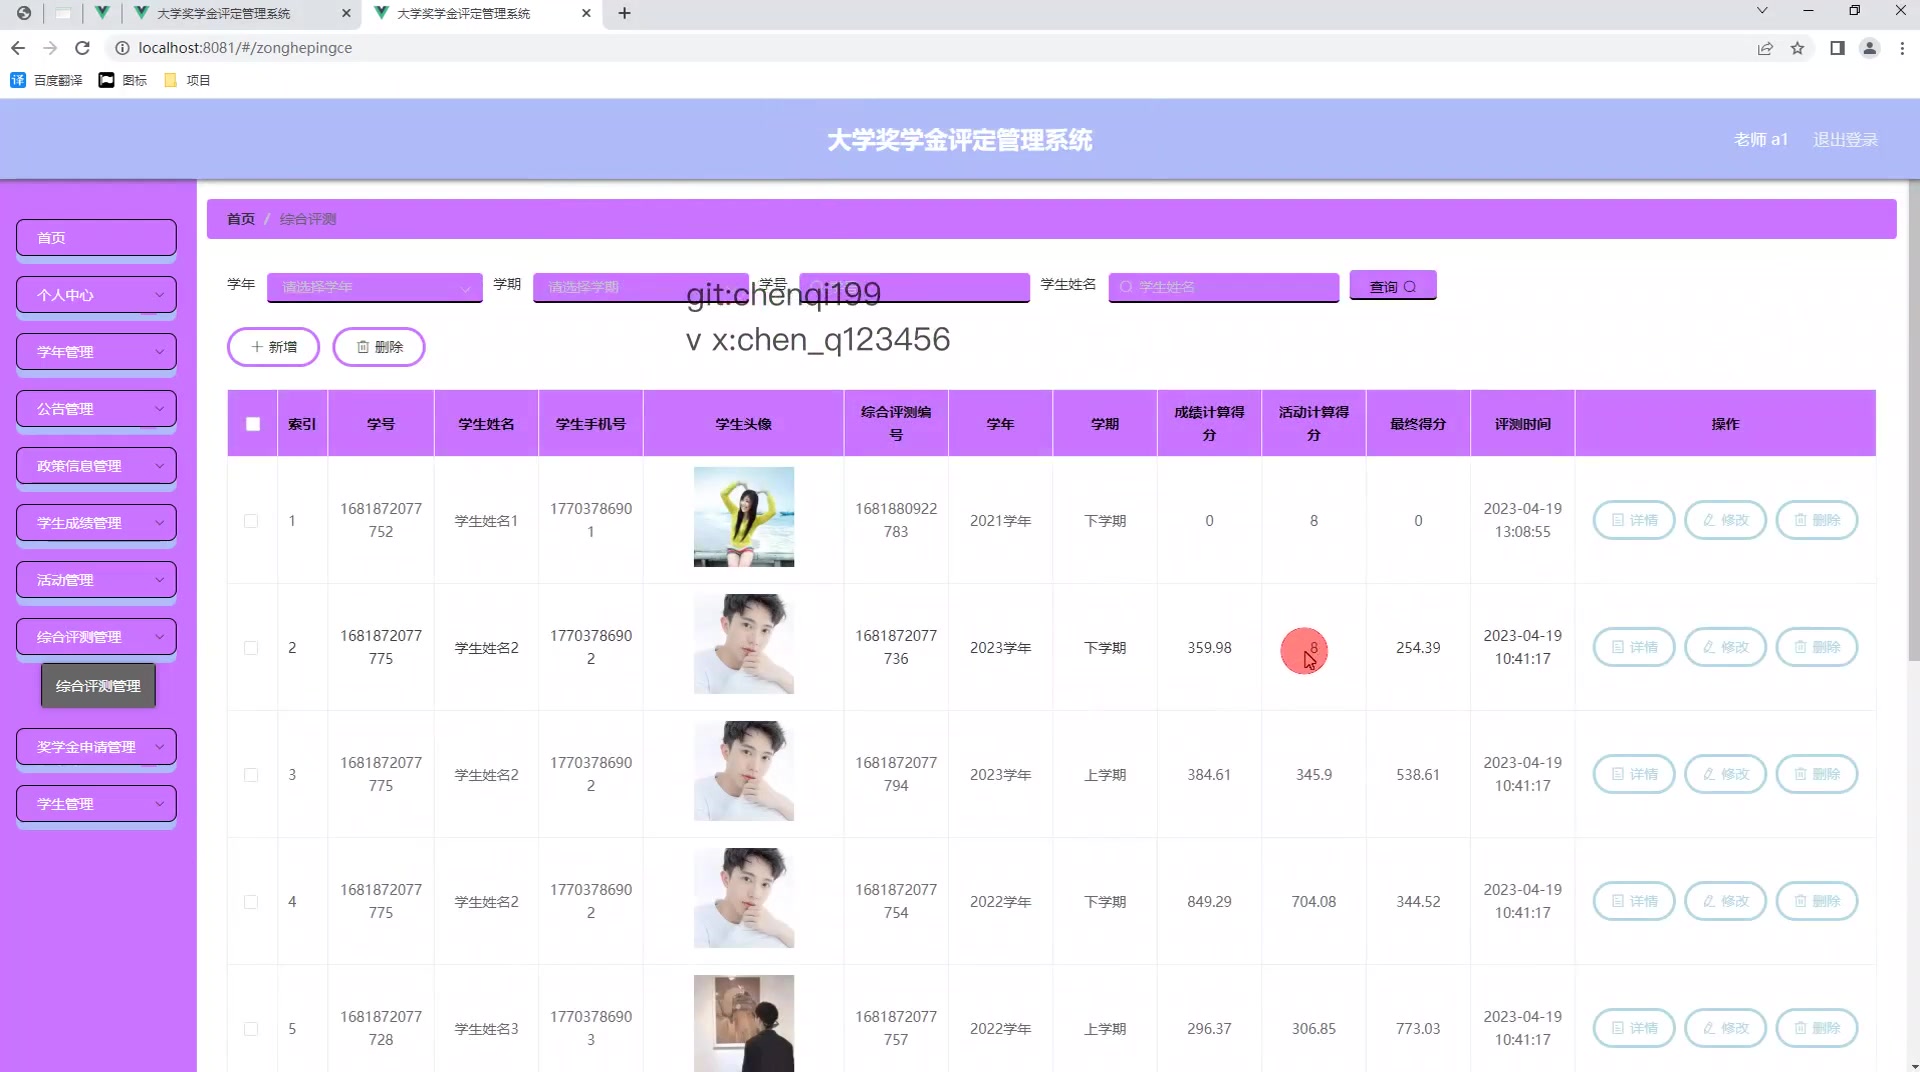 大学奖学金评定管理系统
大学奖学金评定管理系统
localhost:8081/#/zonghepingce
译 百度翻译 图标 项目
大学奖学金评定管理系统
老师 a1 退出登录
首页
个人中心
学年管理
公告管理
政策信息管理
学生成绩管理
活动管理
综合评测管理
综合评测管理
奖学金申请管理
学生管理
首页 / 综合评测
学年 请选择学年 学期 请选择学期 学号 学生姓名 学生姓名 查询
git:chenqi199
v x:chen_q123456
新增 删除
索引 学号 学生姓名 学生手机号 学生头像 综合评测编号 学年 学期 成绩计算得分 活动计算得分 最终得分 评测时间 操作
1 1681872077752 学生姓名1 17703786901 1681880922783 2021学年 下学期 0 8 0 2023-04-19 13:08:55 详情 修改 删除
2 1681872077775 学生姓名2 17703786902 1681872077736 2023学年 下学期 359.98 8 254.39 2023-04-19 10:41:17 详情 修改 删除
3 1681872077775 学生姓名2 17703786902 1681872077794 2023学年 上学期 384.61 345.9 538.61 2023-04-19 10:41:17 详情 修改 删除
4 1681872077775 学生姓名2 17703786902 1681872077754 2022学年 下学期 849.29 704.08 344.52 2023-04-19 10:41:17 详情 修改 删除
5 1681872077728 学生姓名3 17703786903 1681872077757 2022学年 上学期 296.37 306.85 773.03 2023-04-19 10:41:17 详情 修改 删除